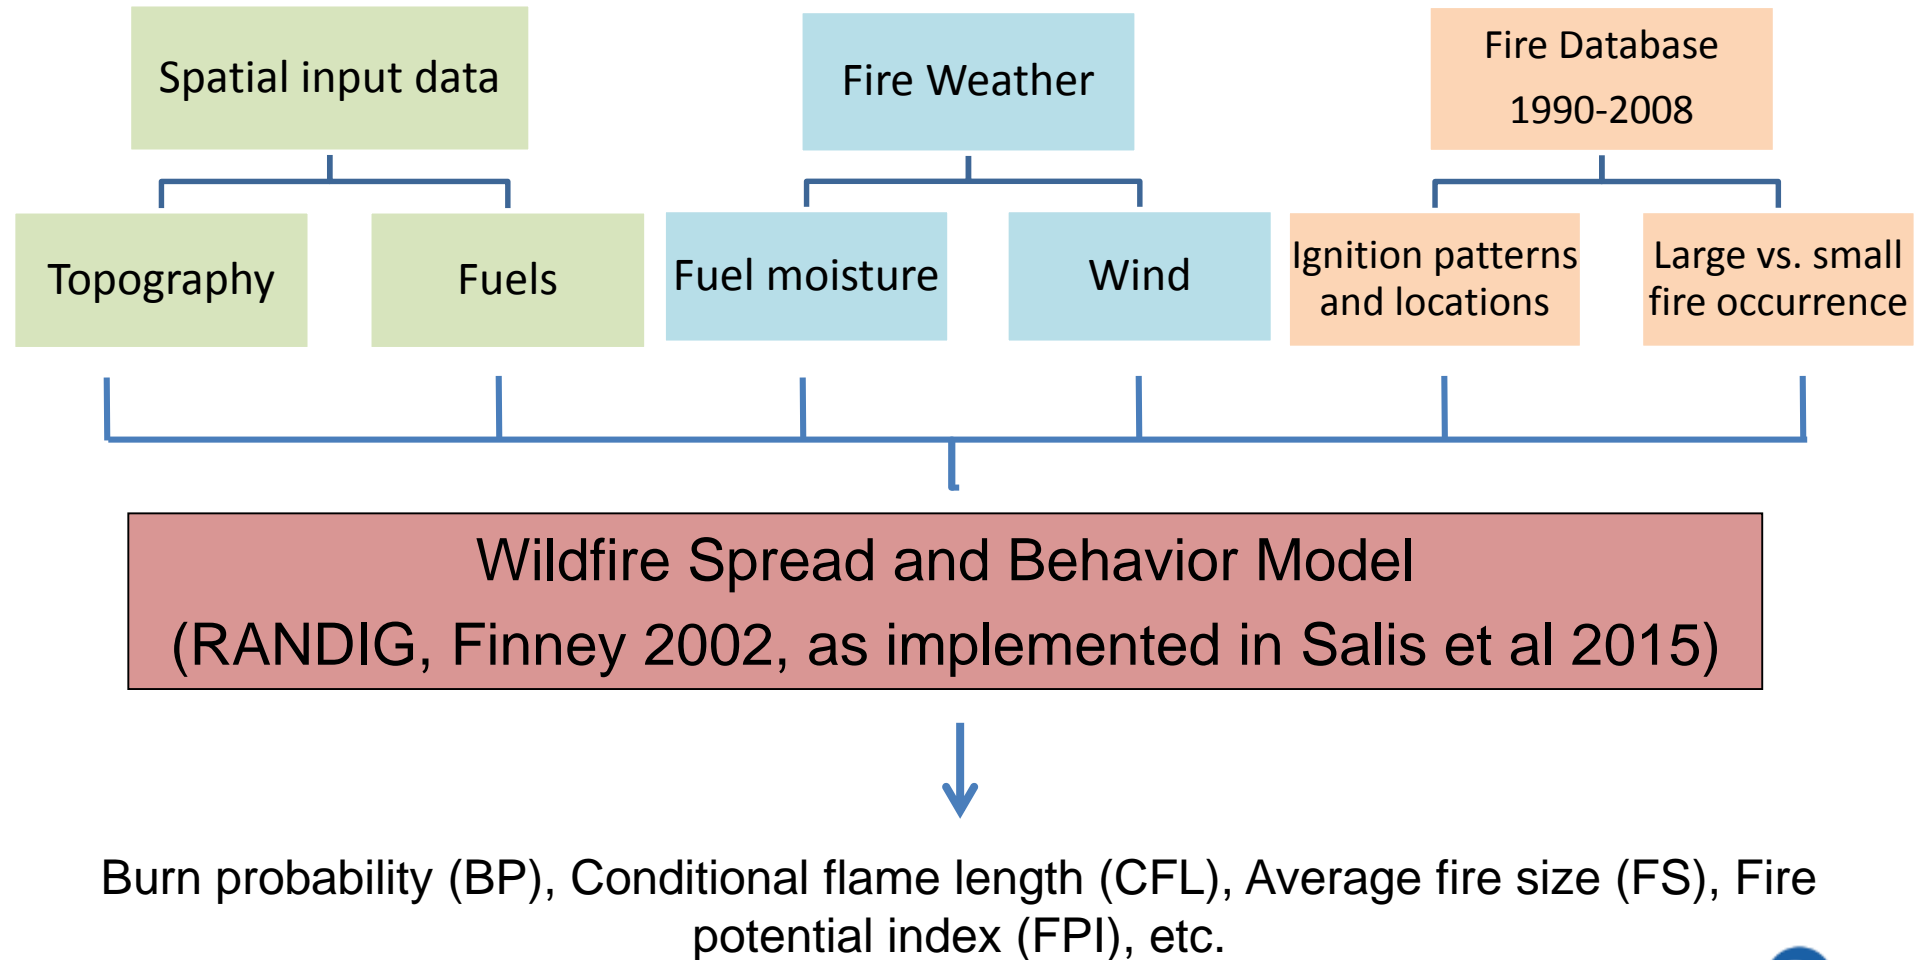 Spatial input data
Fire Weather
Fire Database
1990-2008
Topography
Fuels
Fuel moisture
Wind
Ignition patterns
and locations
Large vs. small
fire occurrence
Wildfire Spread and Behavior Model
(RANDIG, Finney 2002, as implemented in Salis et al 2015)
Burn probability (BP), Conditional flame length (CFL), Average fire size (FS), Fire
potential index (FPI), etc.